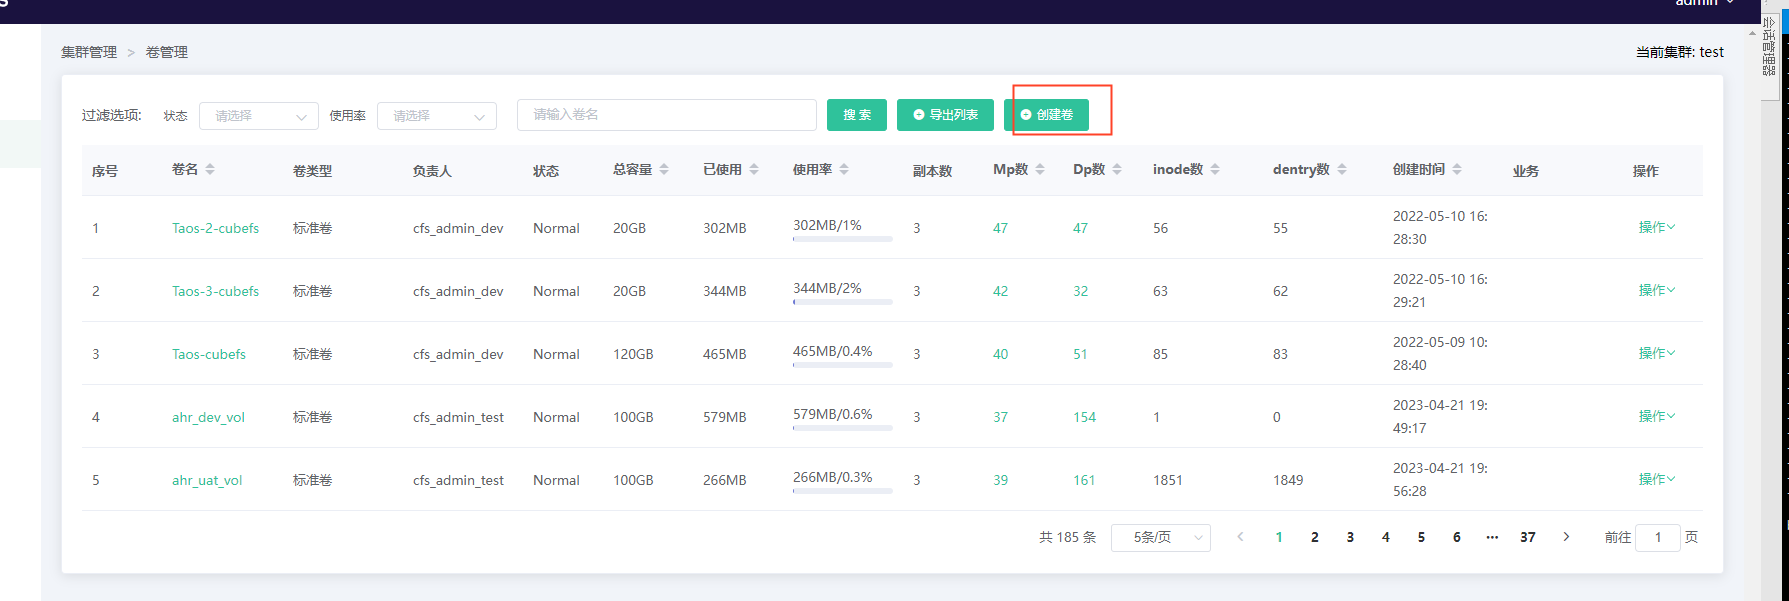 admin
会话管理器
集群管理 > 卷管理
当前集群: test
过滤选项: 状态 请选择 使用率 请选择 请输入卷名 搜 索 导出列表 创建卷
序号 卷名 卷类型 负责人 状态 总容量 已使用 使用率 副本数 Mp数 Dp数 inode数 dentry数 创建时间 业务 操作
1 Taos-2-cubefs 标准卷 cfs_admin_dev Normal 20GB 302MB 302MB/1% 3 47 47 56 55 2022-05-10 16:
28:30 操作
2 Taos-3-cubefs 标准卷 cfs_admin_dev Normal 20GB 344MB 344MB/2% 3 42 32 63 62 2022-05-10 16:
29:21 操作
3 Taos-cubefs 标准卷 cfs_admin_dev Normal 120GB 465MB 465MB/0.4% 3 40 51 85 83 2022-05-09 10:
28:40 操作
4 ahr_dev_vol 标准卷 cfs_admin_test Normal 100GB 579MB 579MB/0.6% 3 37 154 1 0 2023-04-21 19:
49:17 操作
5 ahr_uat_vol 标准卷 cfs_admin_test Normal 100GB 266MB 266MB/0.3% 3 39 161 1851 1849 2023-04-21 19:
56:28 操作
共 185 条 5条/页 < 1 2 3 4 5 6 ··· 37 > 前往 1 页